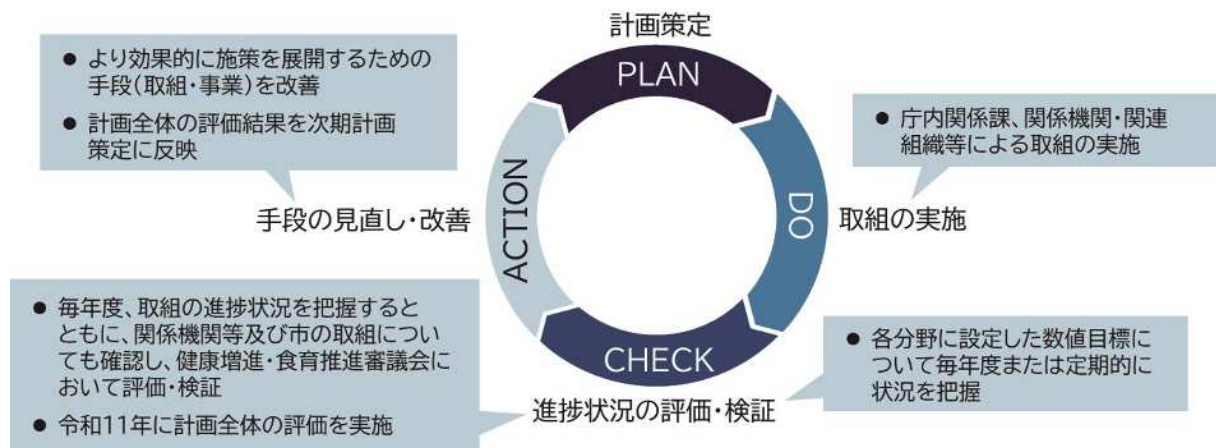 計画策定
PLAN
● より効果的に施策を展開するための
手段(取組・事業)を改善
● 計画全体の評価結果を次期計画
策定に反映
● 庁内関係課、関係機関・関連
組織等による取組の実施
手段の見直し・改善
ACTION
DO
取組の実施
● 毎年度、取組の進捗状況を把握すると
ともに、関係機関等及び市の取組につい
ても確認し、健康増進・食育推進審議会に
おいて評価・検証
● 令和11年に計画全体の評価を実施
CHECK
進捗状況の評価・検証
● 各分野に設定した数値目標に
ついて毎年度または定期的に
状況を把握